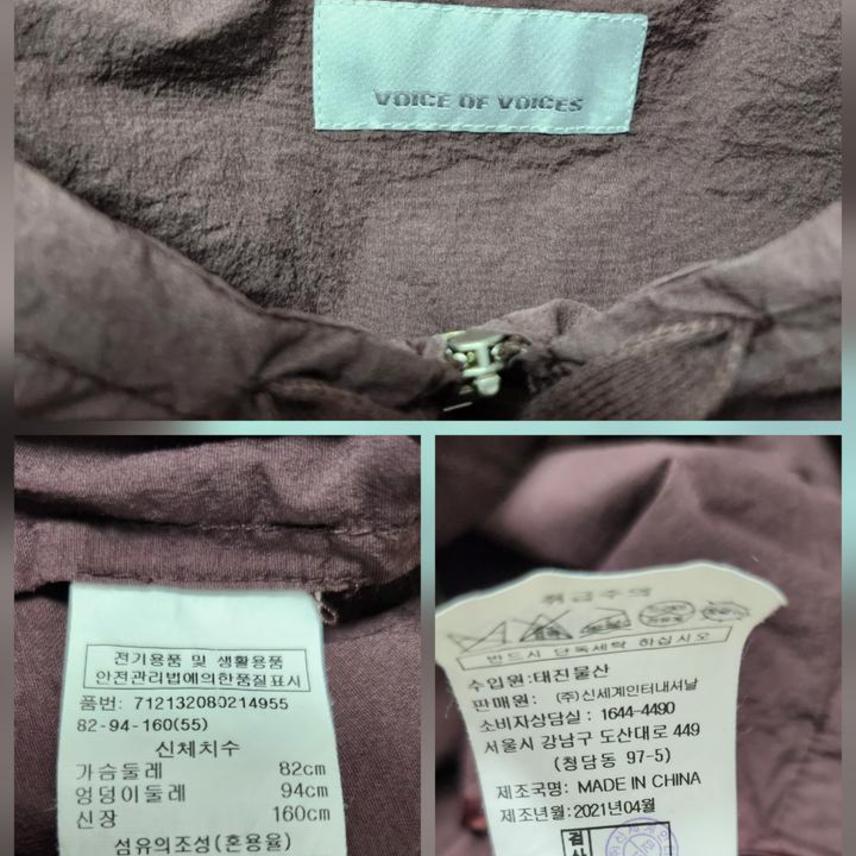 VOICE OF VOICES
전기용품 및 생활용품
안전관리법에의한품질표시
품번: 712132080214955
82-94-160(55)
신체치수
가슴둘레 82cm
엉덩이둘레 94cm
신장 160cm
섬유의조성(혼용율)
취급주의
반드시 단독세탁 하십시오
수입원:태진물산
판매원: (주)신세계인터내셔날
소비자상담실 : 1644-4490
서울시 강남구 도산대로 449
(청담동 97-5)
제조국명: MADE IN CHINA
제조년월:2021년04월
검
사